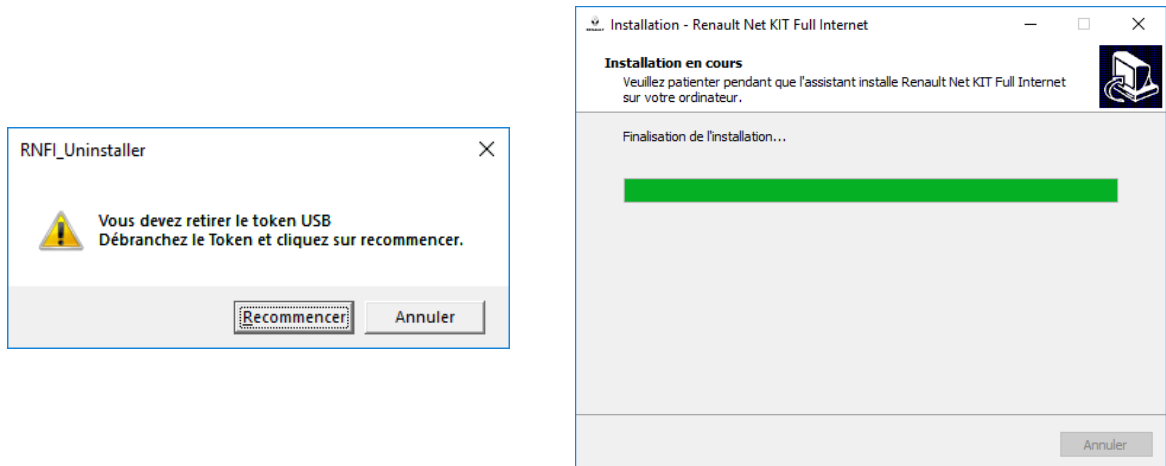 RNFI_Uninstaller
Vous devez retirer le token USB
Débranchez le Token et cliquez sur recommencer.
Recommencer
Annuler
Installation - Renault Net KIT Full Internet
Installation en cours
Veuillez patienter pendant que l'assistant installe Renault Net KIT Full Internet
sur votre ordinateur.
Finalisation de l'installation...
Annuler